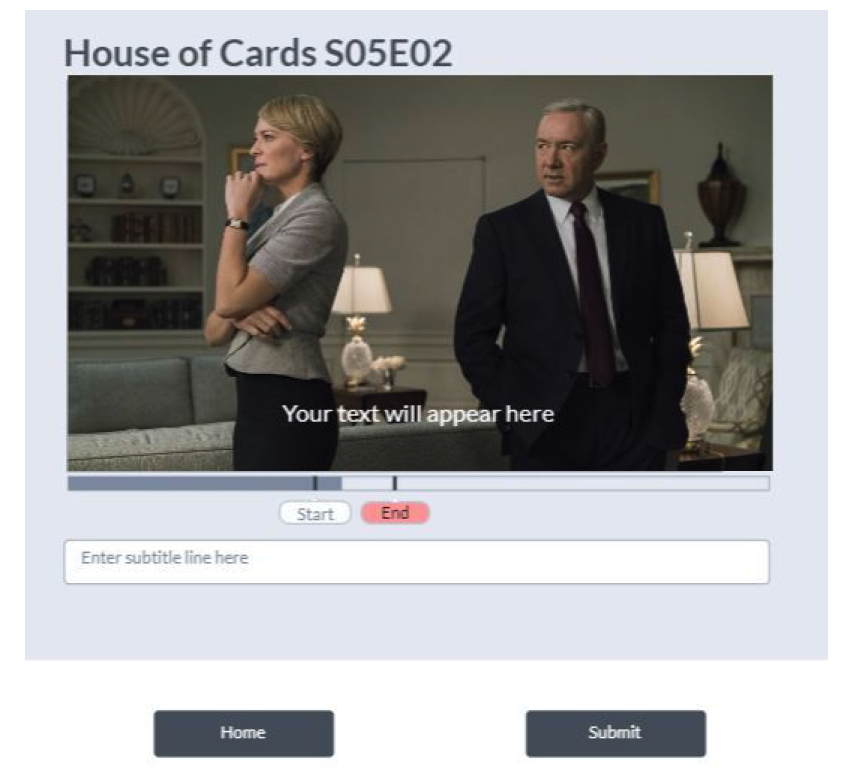 House of Cards S05E02
Your text will appear here
Start
End
Enter subtitle line here
Home
Submit